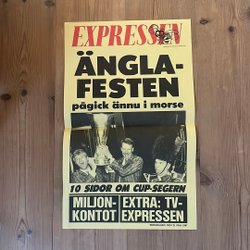 EXPRESSEN
ÄNGLA-
FESTEN
pågick ännu i morse
10 SIDOR OM CUP-SEGERN
MILJON-
KONTOT
EXTRA: TV-
EXPRESSEN